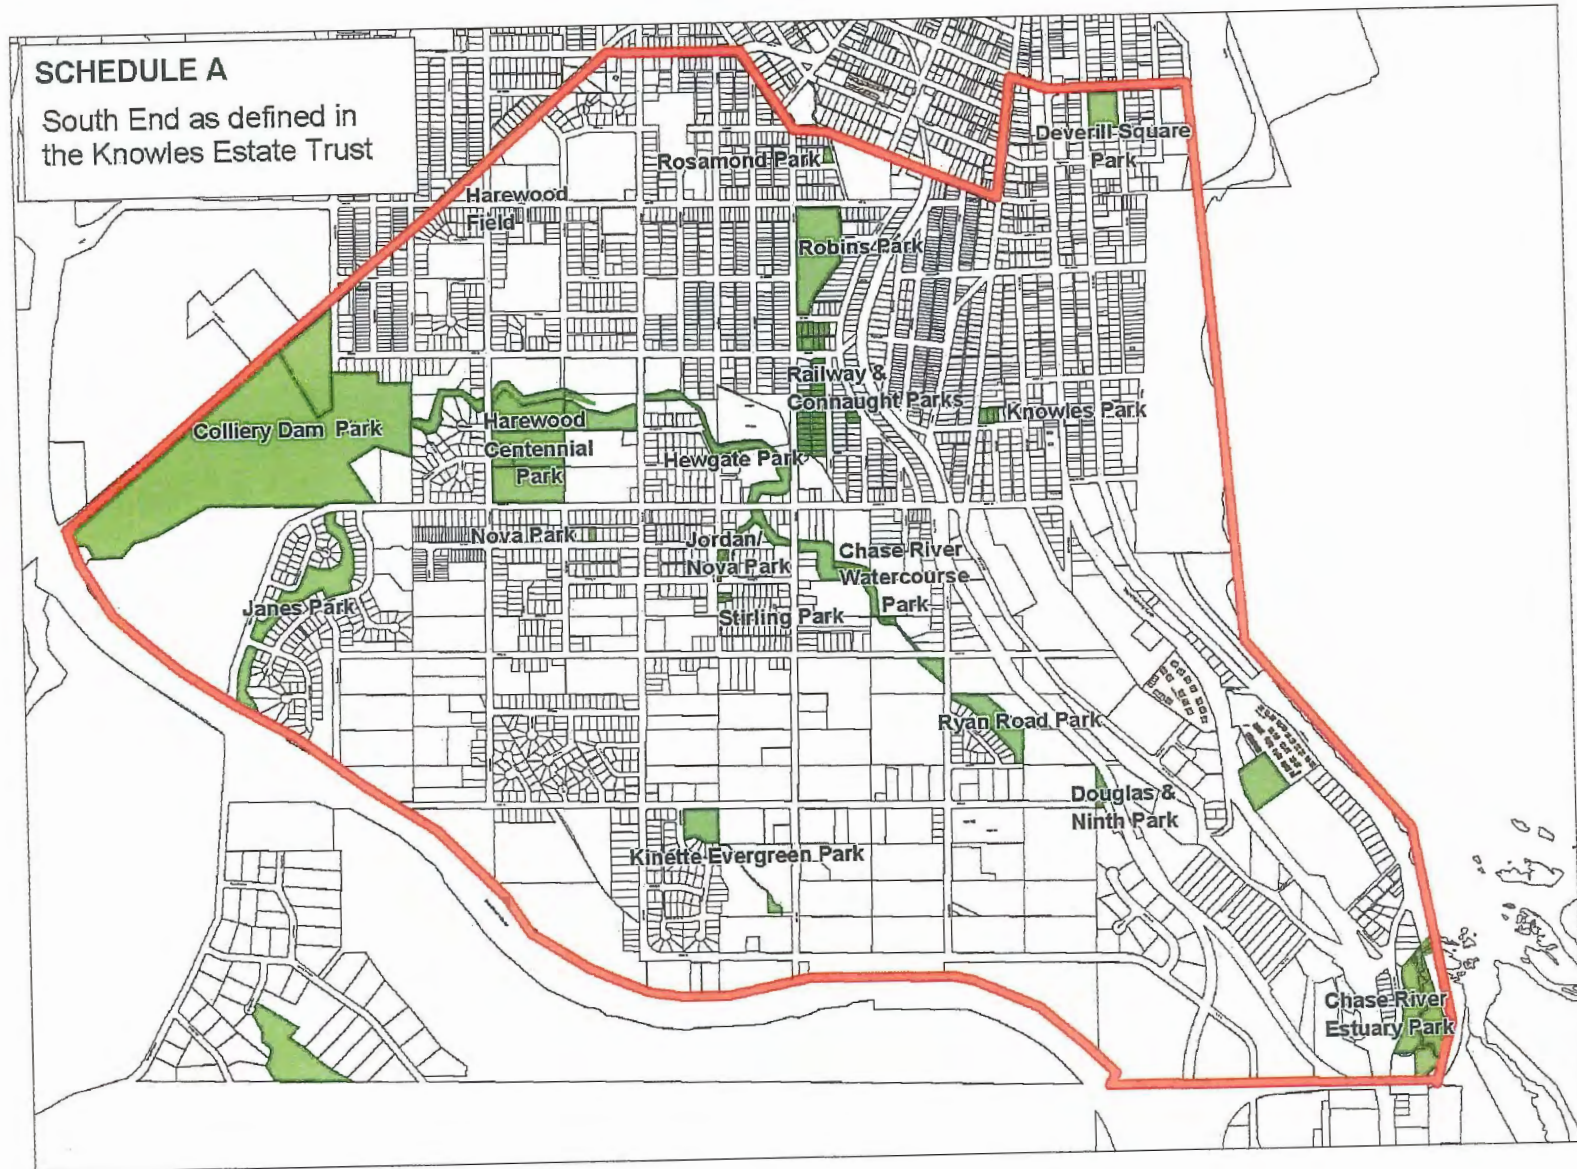 SCHEDULE A
South End as defined in
the Knowles Estate Trust
Deverill Square
Park
Rosamond Park
Harewood
Field
Robins Park
Railway &
Connaught Parks
Knowles Park
Colliery Dam Park
Harewood
Centennial
Park
Hewgate Park
Nova Park
Jordan/
Nova Park
Chase River
Watercourse
Park
Janes Park
Stirling Park
Ryan Road Park
Douglas &
Ninth Park
Kinette Evergreen Park
Chase River
Estuary Park